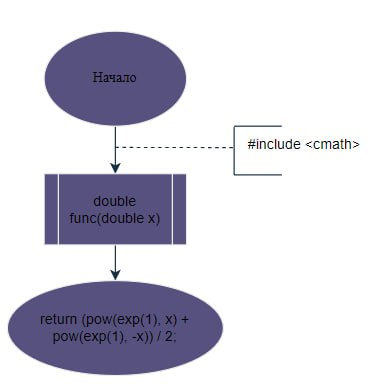 Начало
#include <cmath>
double
func(double x)
return (pow(exp(1), x) +
pow(exp(1), -x)) / 2;